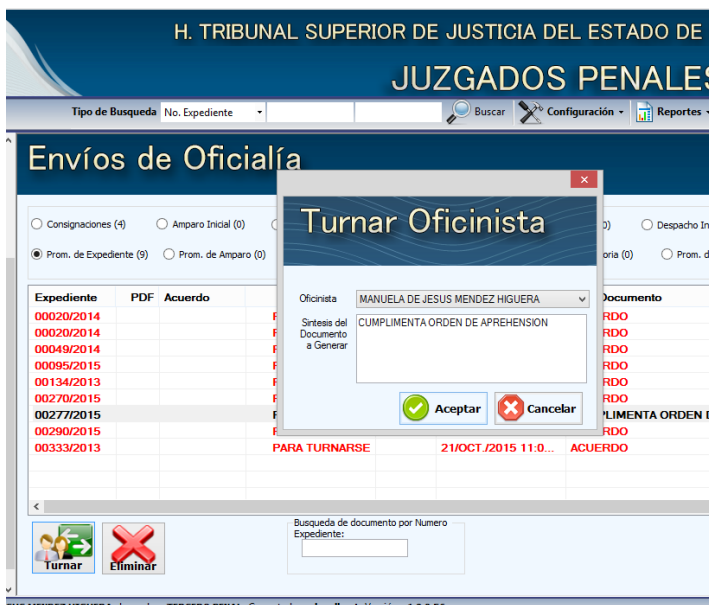 H. TRIBUNAL SUPERIOR DE JUSTICIA DEL ESTADO DE
JUZGADOS PENALES
Tipo de Busqueda No. Expediente Buscar Configuración Reportes
Envíos de Oficialía
Consignaciones (4) Amparo Inicial (0) Despacho In
Prom. de Expediente (9) Prom. de Amparo (0) oria (0) Prom. d
Turnar Oficinista
Oficinista MANUELA DE JESUS MENDEZ HIGUERA
Sintesis del Documento a Generar
CUMPLIMENTA ORDEN DE APREHENSION
Aceptar Cancelar
Expediente PDF Acuerdo Documento
00020/2014 RDO
00020/2014 RDO
00049/2014 RDO
00095/2015 RDO
00134/2013 RDO
00270/2015 RDO
00277/2015 PLIMENTA ORDEN D
00290/2015 RDO
00333/2013 PARA TURNARSE 21/OCT./2015 11:0... ACUERDO
Turnar Eliminar
Busqueda de documento por Numero
Expediente: